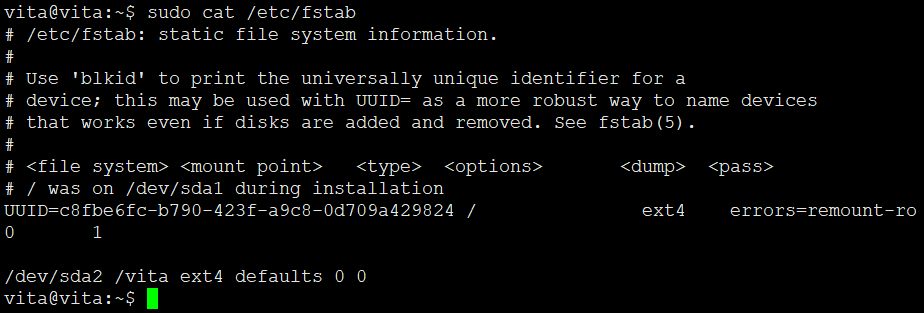 vita@vita:~$ sudo cat /etc/fstab
# /etc/fstab: static file system information.
#
# Use 'blkid' to print the universally unique identifier for a
# device; this may be used with UUID= as a more robust way to name devices
# that works even if disks are added and removed. See fstab(5).
#
# <file system> <mount point>   <type>  <options>       <dump>  <pass>
# / was on /dev/sda1 during installation
UUID=c8fbe6fc-b790-423f-a9c8-0d709a429824 /               ext4    errors=remount-ro
0       1

/dev/sda2 /vita ext4 defaults 0 0
vita@vita:~$